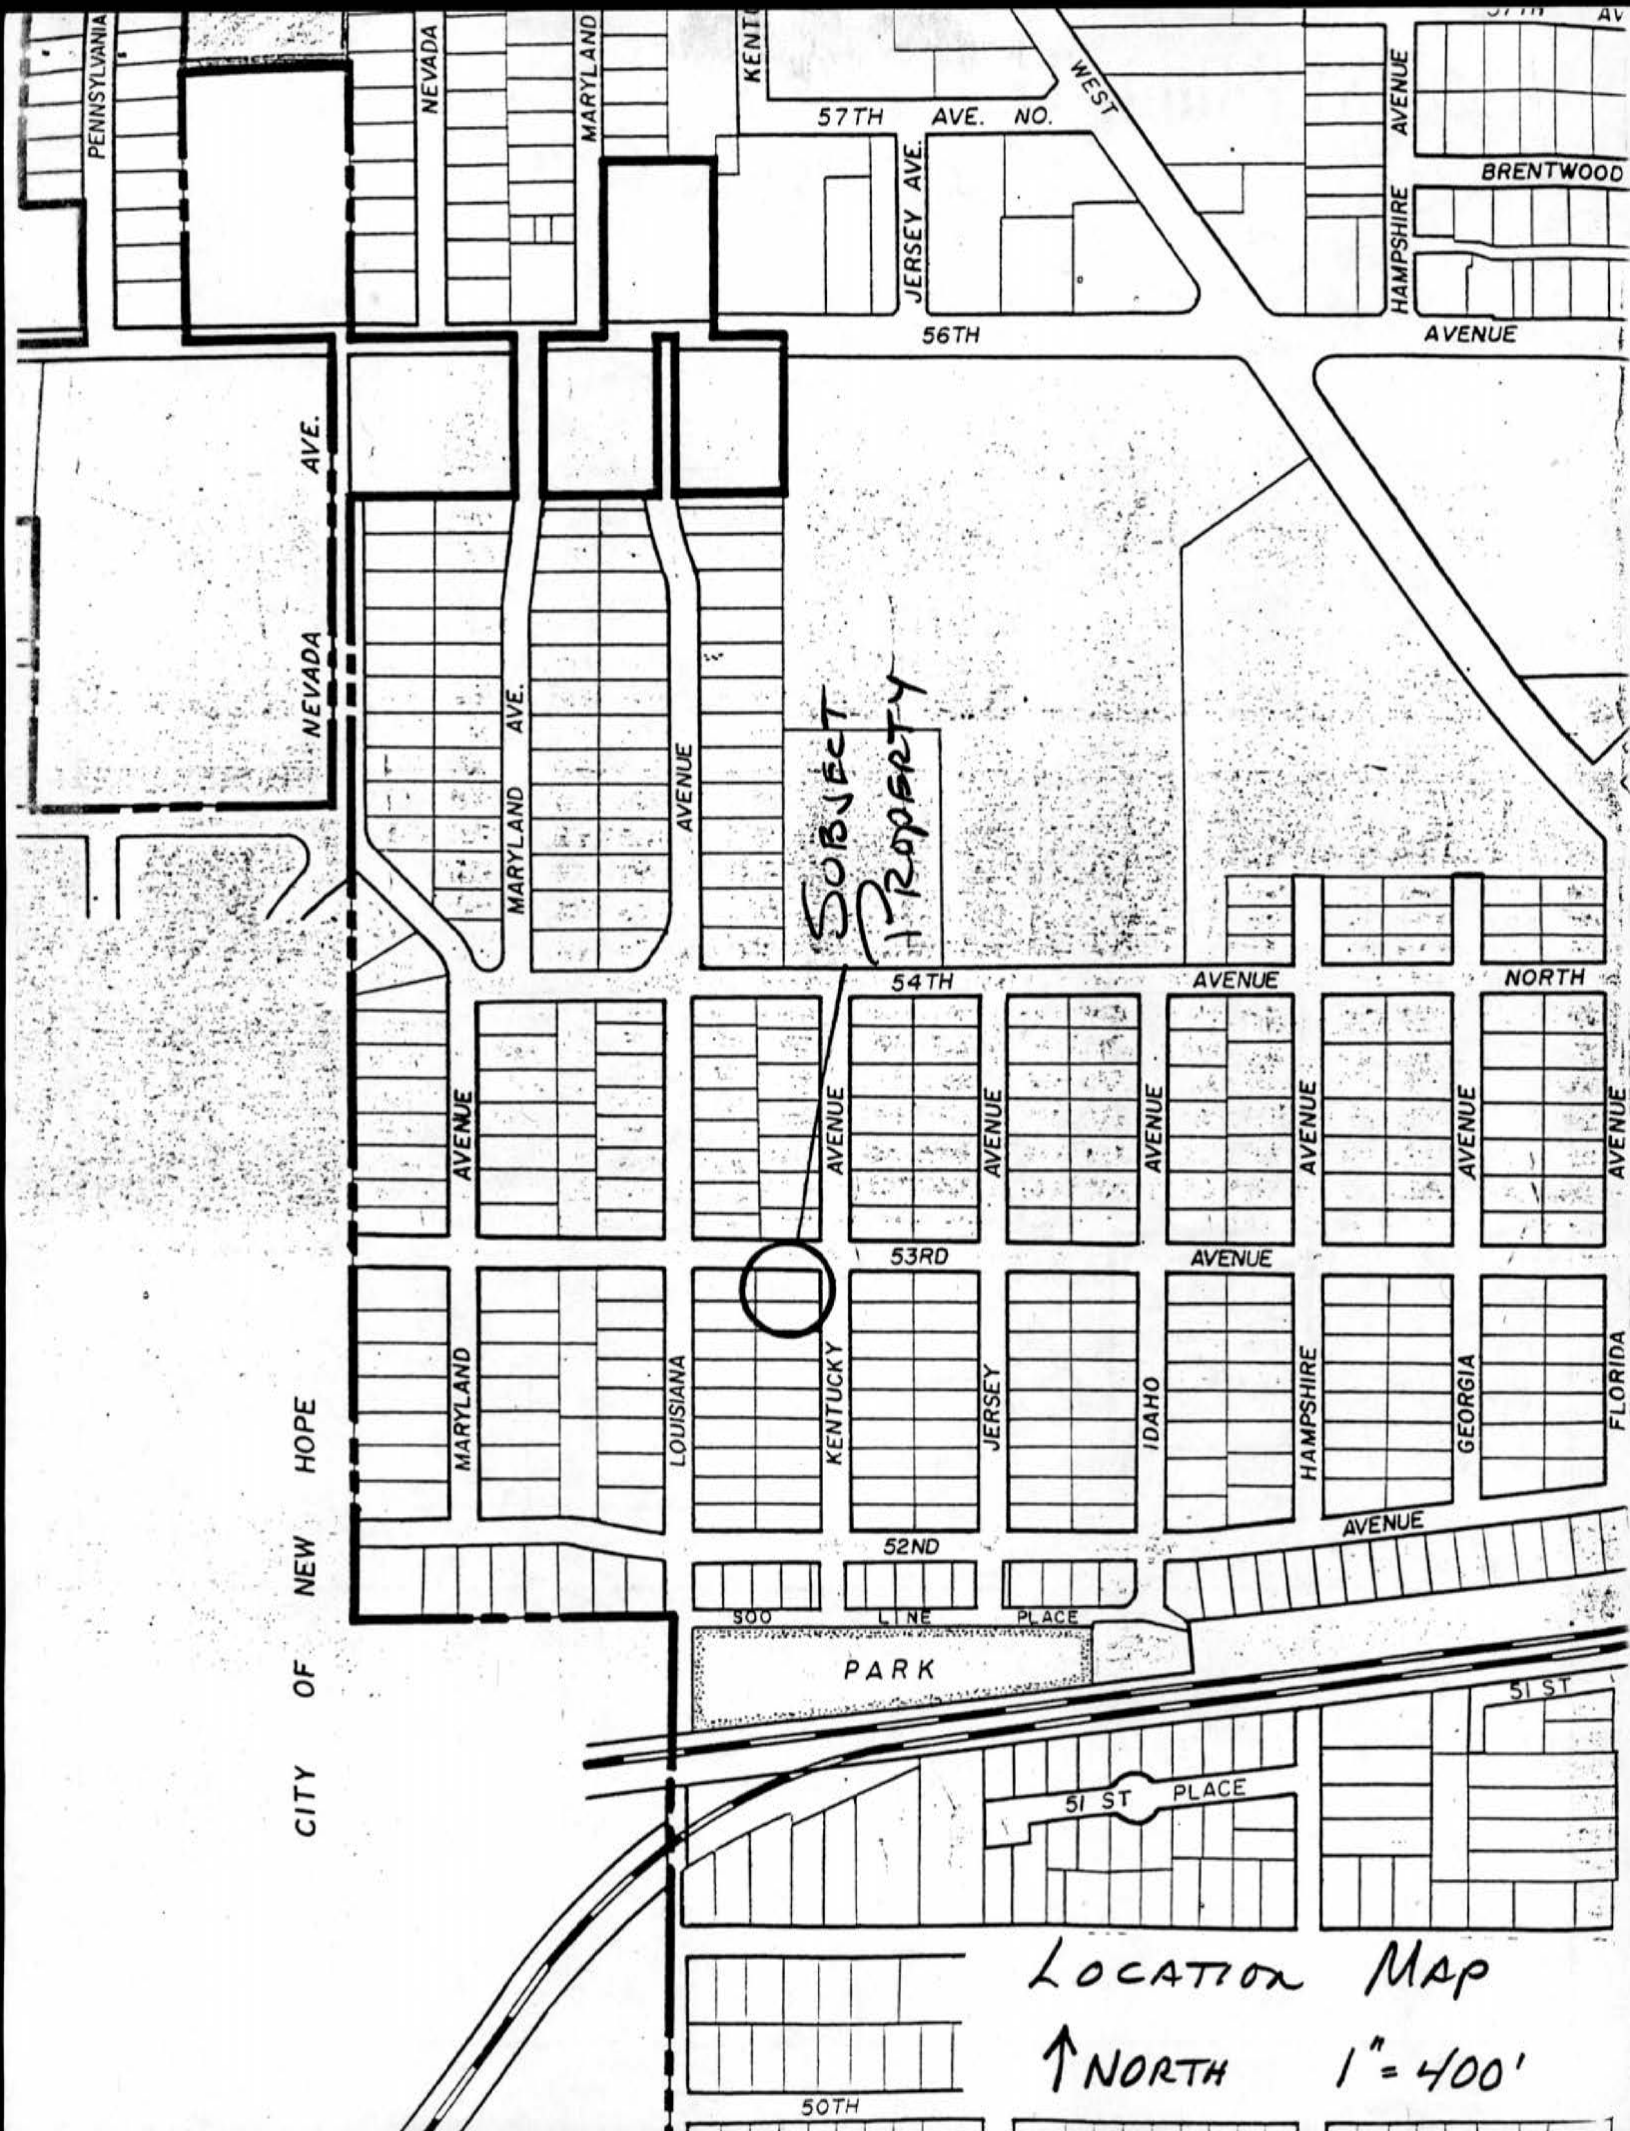 AV
PENNSYLVANIA
NEVADA
MARYLAND
WEST
AVENUE
57TH AVE. NO.
JERSEY AVE.
BRENTWOOD
HAMPSHIRE
56TH
AVENUE
NEVADA AVE.
MARYLAND AVE.
AVENUE
SUBJECT
PROPERTY
54TH
AVENUE
NORTH
AVENUE
AVENUE
AVENUE
AVENUE
AVENUE
AVENUE
AVENUE
53RD
AVENUE
MARYLAND
LOUISIANA
KENTUCKY
JERSEY
IDAHO
HAMPSHIRE
GEORGIA
FLORIDA
CITY OF NEW HOPE
52ND
AVENUE
SOO LINE PLACE
PARK
51 ST
51 ST PLACE
LOCATION MAP
↑ NORTH 1" = 400'
50TH